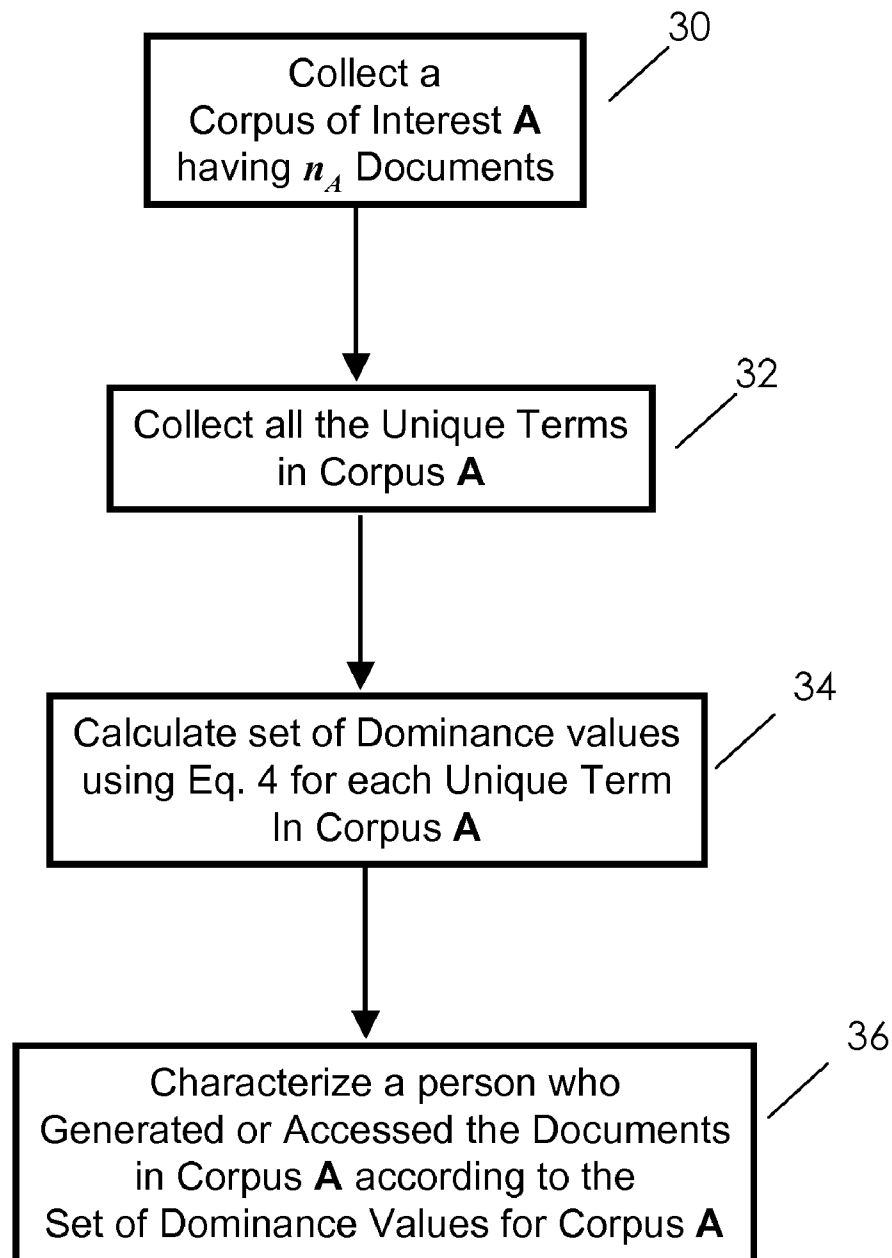 30
Collect a
Corpus of Interest A
having n_A Documents
32
Collect all the Unique Terms
in Corpus A
34
Calculate set of Dominance values
using Eq. 4 for each Unique Term
In Corpus A
36
Characterize a person who
Generated or Accessed the Documents
in Corpus A according to the
Set of Dominance Values for Corpus A